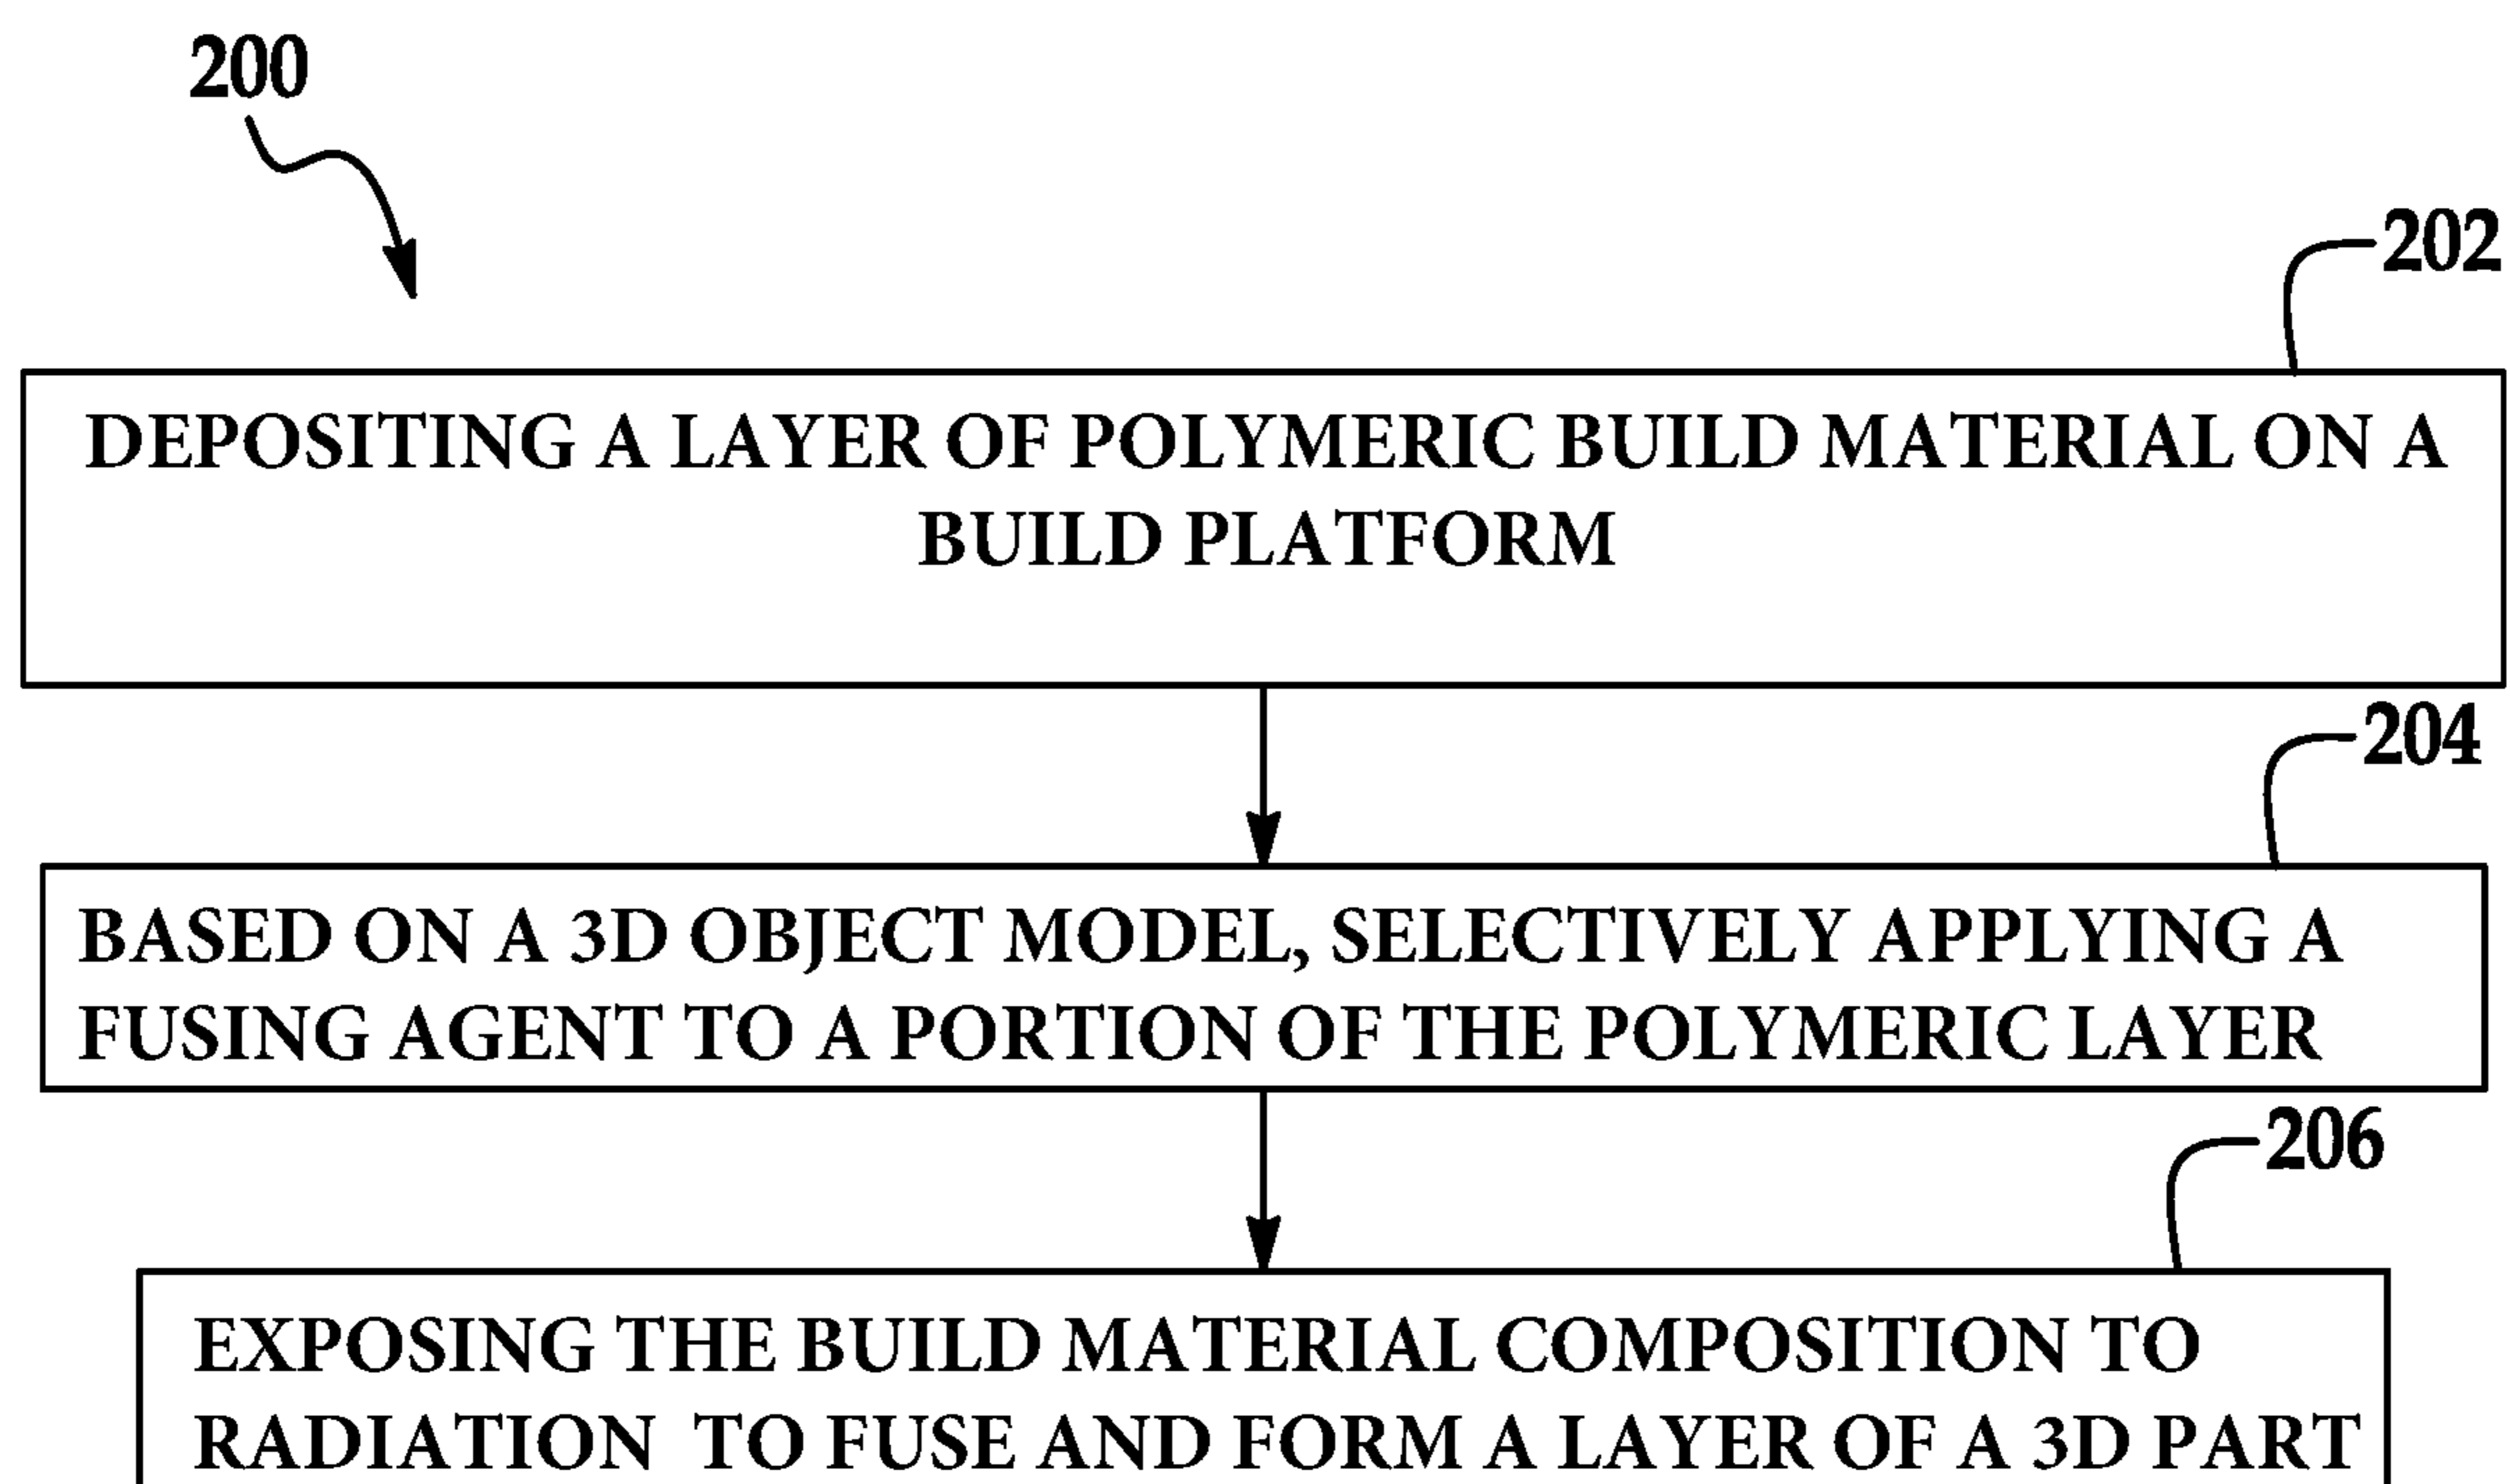 200
202
DEPOSITING A LAYER OF POLYMERIC BUILD MATERIAL ON A
BUILD PLATFORM
204
BASED ON A 3D OBJECT MODEL, SELECTIVELY APPLYING A
FUSING AGENT TO A PORTION OF THE POLYMERIC LAYER
206
EXPOSING THE BUILD MATERIAL COMPOSITION TO
RADIATION TO FUSE AND FORM A LAYER OF A 3D PART